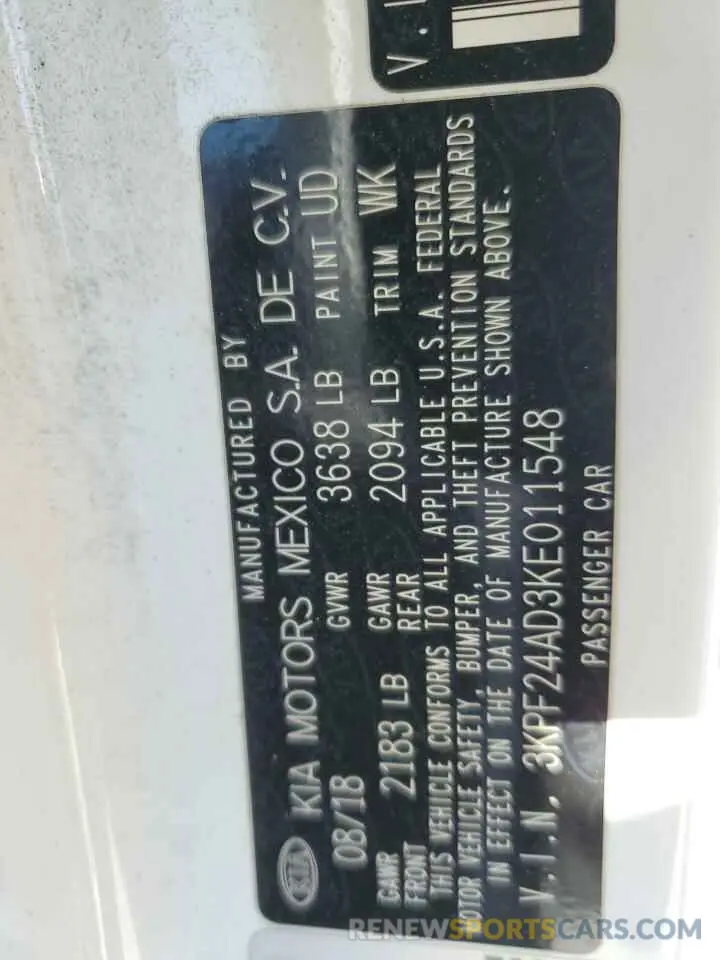 V.I
MANUFACTURED BY
KIA KIA MOTORS MEXICO S.A. DE C.V.
08/18 GVWR 3638 LB PAINT UD
GAWR FRONT 2183 LB GAWR REAR 2094 LB TRIM WK
THIS VEHICLE CONFORMS TO ALL APPLICABLE U.S.A. FEDERAL
MOTOR VEHICLE SAFETY, BUMPER, AND THEFT PREVENTION STANDARDS
IN EFFECT ON THE DATE OF MANUFACTURE SHOWN ABOVE.
V.I.N. 3KPF24AD3KE011548
PASSENGER CAR
RENEWSPORTSCARS.COM